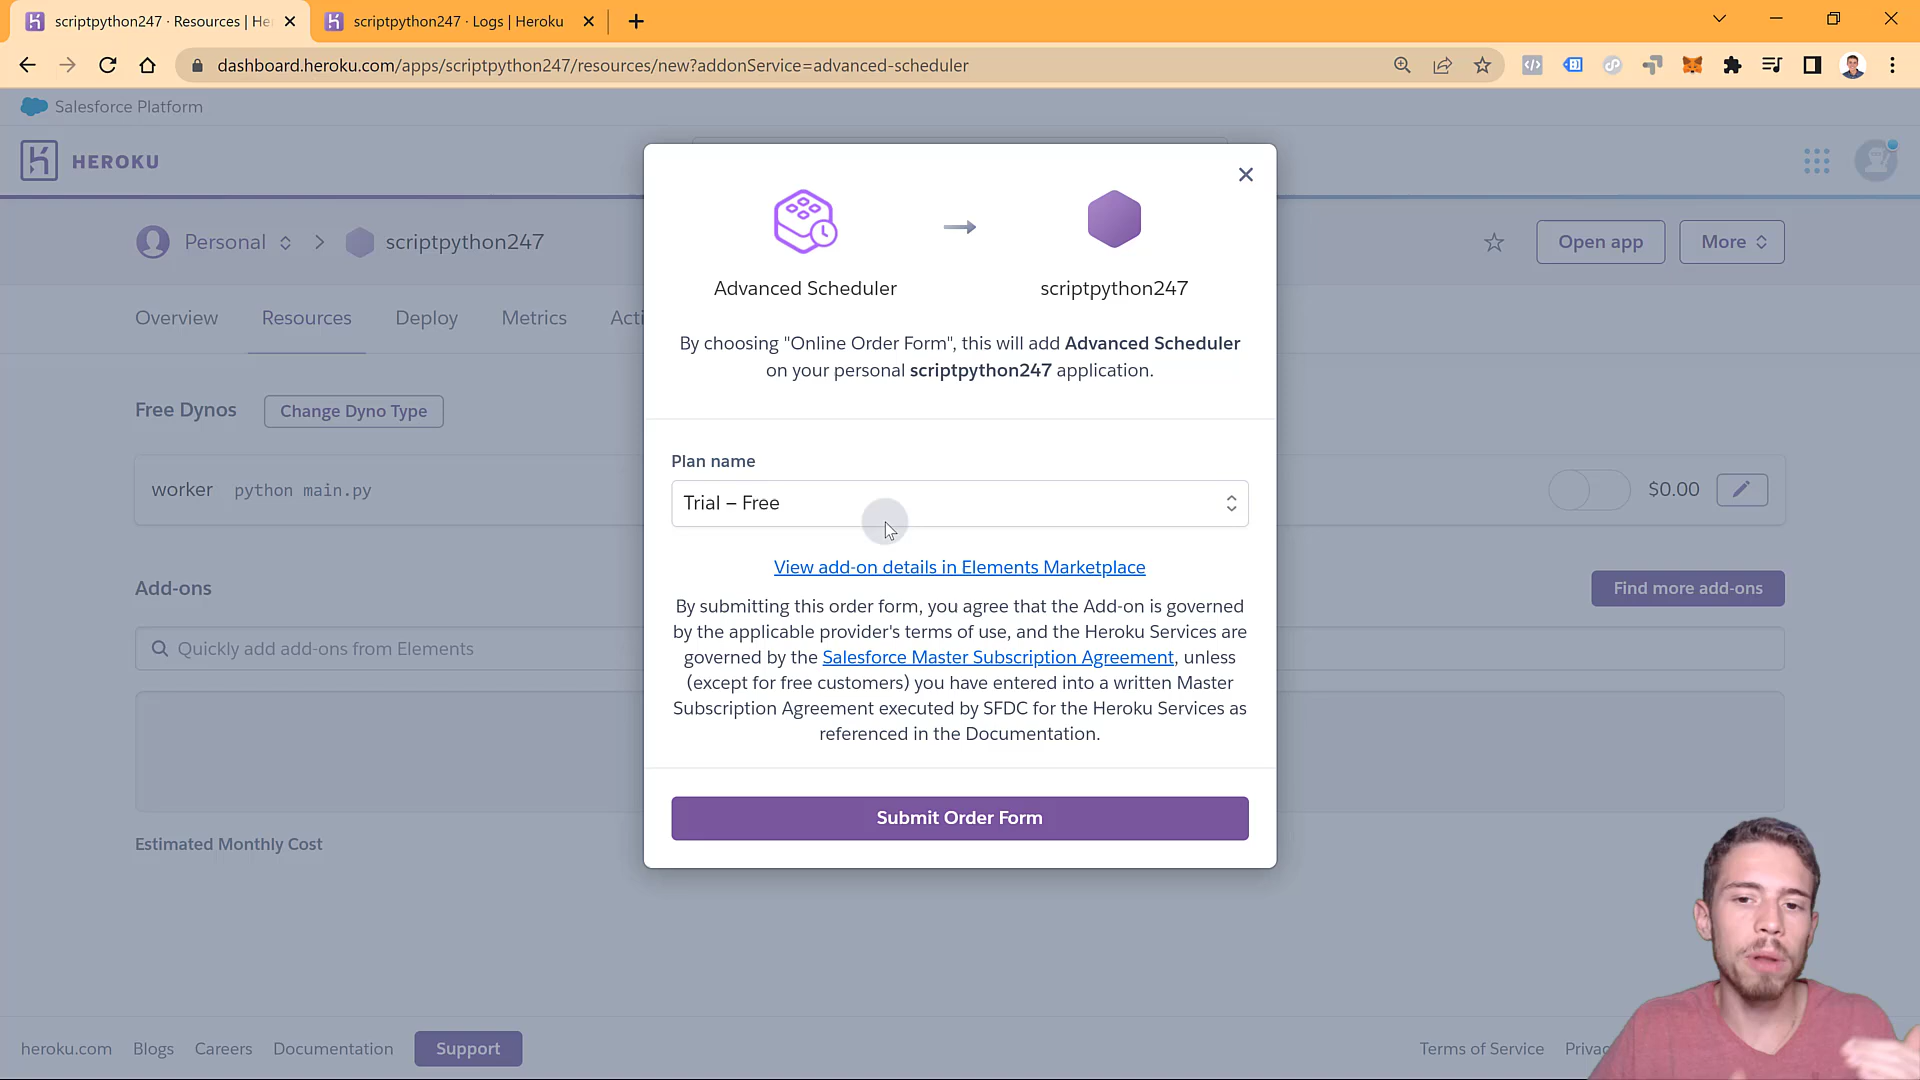 scriptpython247 · Resources | He
scriptpython247 · Logs | Heroku
dashboard.heroku.com/apps/scriptpython247/resources/new?addonService=advanced-scheduler
Salesforce Platform
HEROKU
Personal
scriptpython247
Open app
More
Overview
Resources
Deploy
Metrics
Acti
Free Dynos
Change Dyno Type
worker
python main.py
$0.00
Add-ons
Find more add-ons
Quickly add add-ons from Elements
Estimated Monthly Cost
Advanced Scheduler
scriptpython247
By choosing "Online Order Form", this will add Advanced Scheduler
on your personal scriptpython247 application.
Plan name
Trial – Free
View add-on details in Elements Marketplace
By submitting this order form, you agree that the Add-on is governed
by the applicable provider's terms of use, and the Heroku Services are
governed by the Salesforce Master Subscription Agreement, unless
(except for free customers) you have entered into a written Master
Subscription Agreement executed by SFDC for the Heroku Services as
referenced in the Documentation.
Submit Order Form
heroku.com
Blogs
Careers
Documentation
Support
Terms of Service
Privac